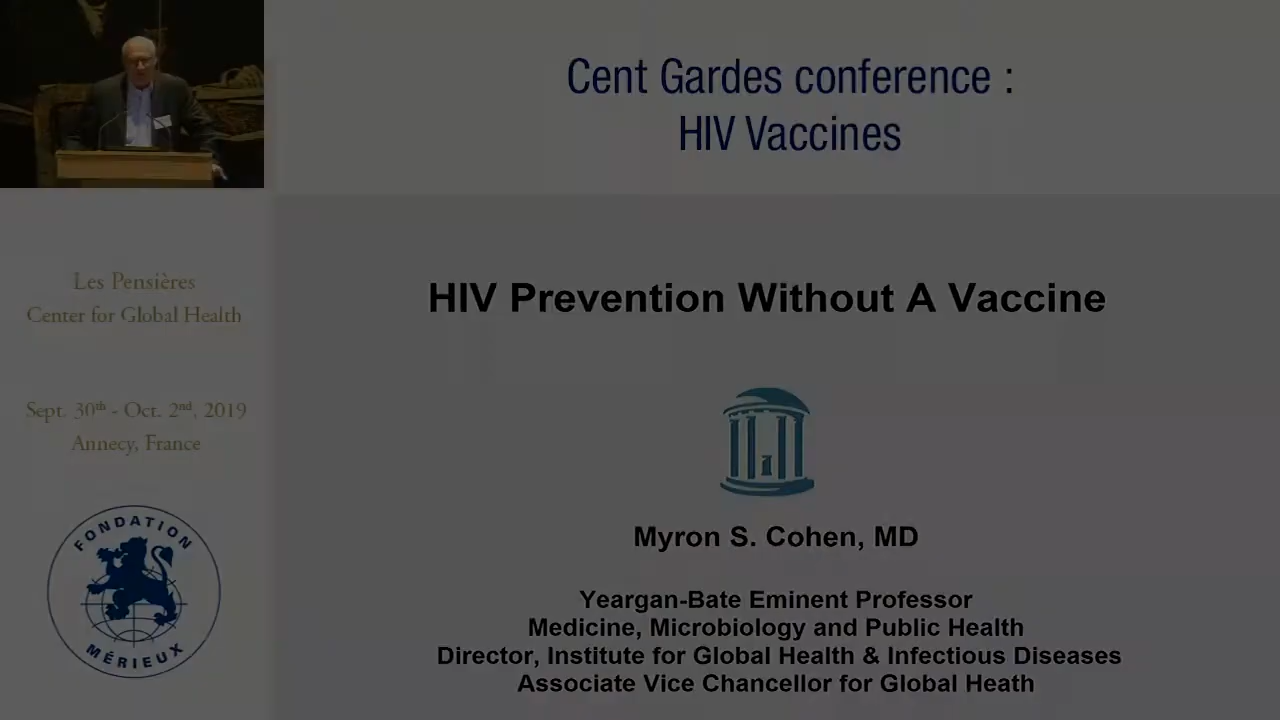 Cent Gardes conference :
HIV Vaccines
Les Pensières
Center for Global Health
Sept. 30th - Oct. 2nd, 2019
Annecy, France
FONDATION
MÉRIEUX
HIV Prevention Without A Vaccine
Myron S. Cohen, MD
Yeargan-Bate Eminent Professor
Medicine, Microbiology and Public Health
Director, Institute for Global Health & Infectious Diseases
Associate Vice Chancellor for Global Heath